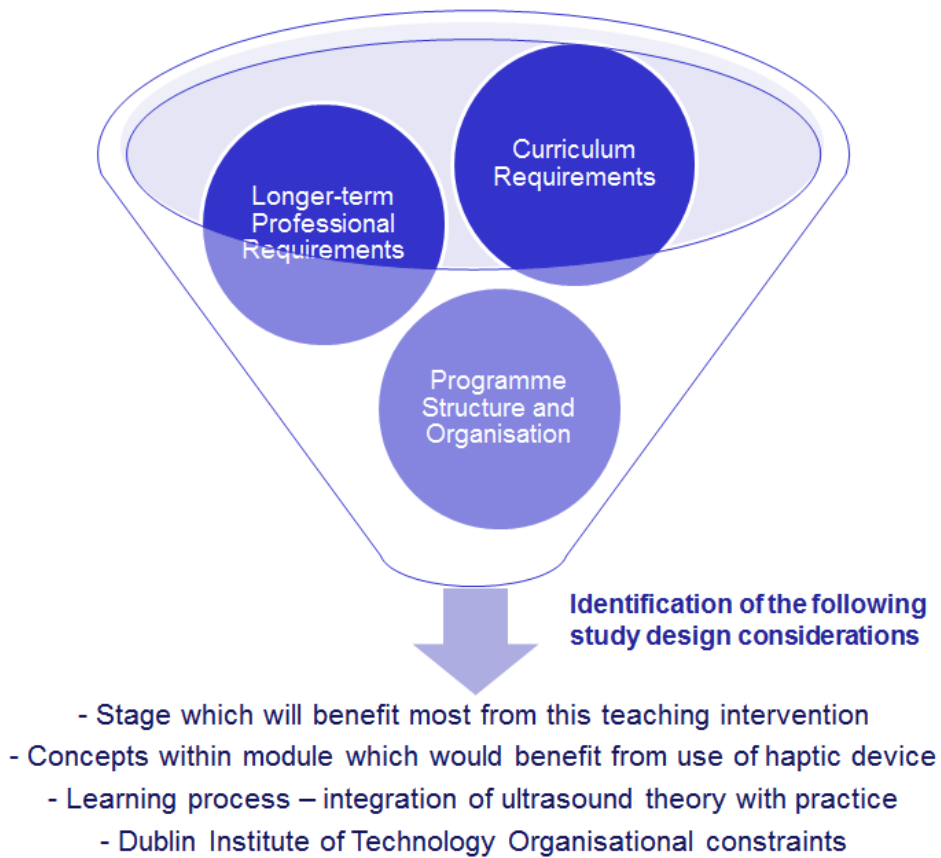 Curriculum
Requirements
Longer-term
Professional
Requirements
Programme
Structure and
Organisation
Identification of the following
study design considerations
- Stage which will benefit most from this teaching intervention
- Concepts within module which would benefit from use of haptic device
- Learning process – integration of ultrasound theory with practice
- Dublin Institute of Technology Organisational constraints